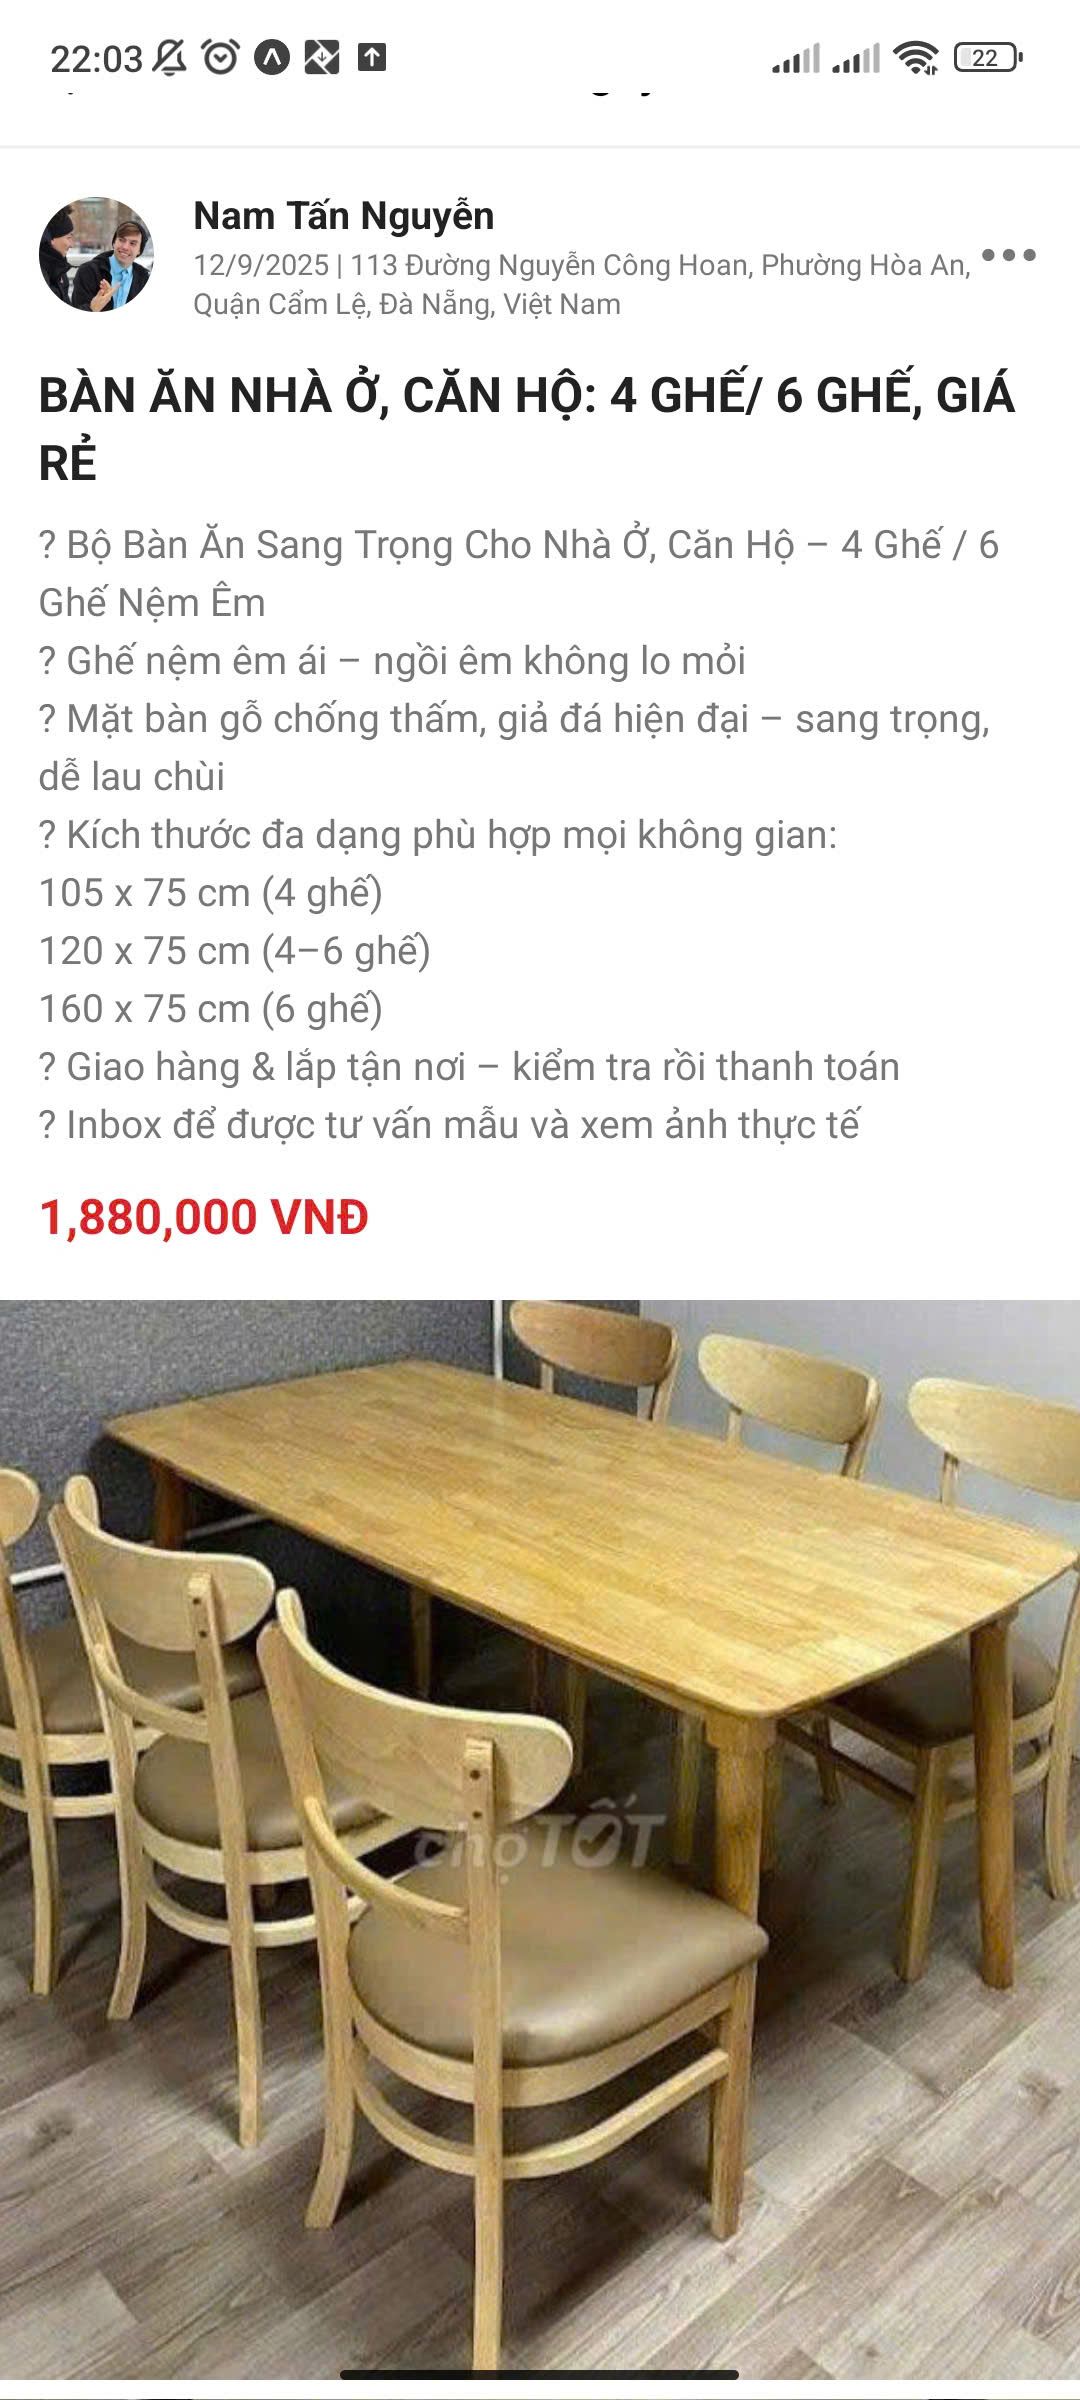 22:03
22
Nam Tấn Nguyễn
12/9/2025 | 113 Đường Nguyễn Công Hoan, Phường Hòa An,
Quận Cẩm Lệ, Đà Nẵng, Việt Nam
BÀN ĂN NHÀ Ở, CĂN HỘ: 4 GHẾ/ 6 GHẾ, GIÁ
RẺ
? Bộ Bàn Ăn Sang Trọng Cho Nhà Ở, Căn Hộ – 4 Ghế / 6
Ghế Nệm Êm
? Ghế nệm êm ái – ngồi êm không lo mỏi
? Mặt bàn gỗ chống thấm, giả đá hiện đại – sang trọng,
dễ lau chùi
? Kích thước đa dạng phù hợp mọi không gian:
105 x 75 cm (4 ghế)
120 x 75 cm (4–6 ghế)
160 x 75 cm (6 ghế)
? Giao hàng & lắp tận nơi – kiểm tra rồi thanh toán
? Inbox để được tư vấn mẫu và xem ảnh thực tế
1,880,000 VNĐ
chợTỐT